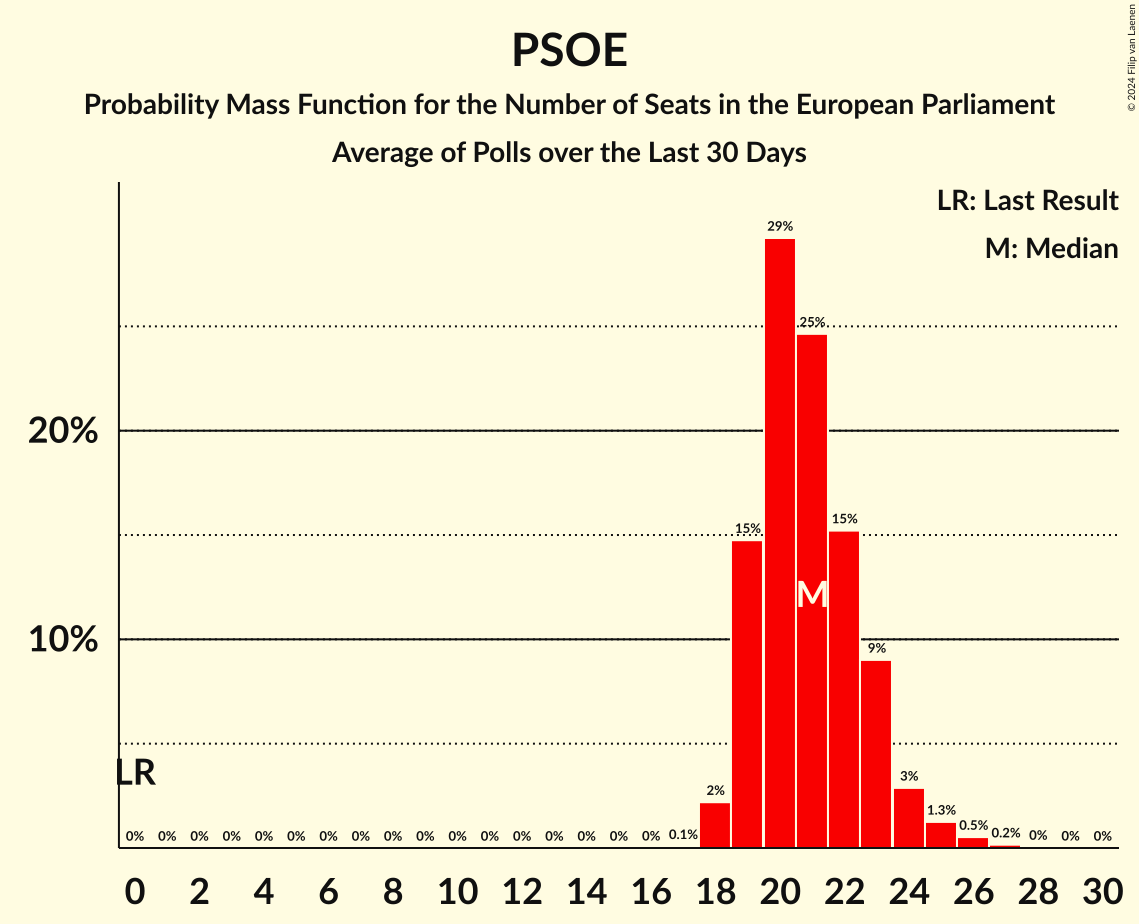 PSOE
Probability Mass Function for the Number of Seats in the European Parliament
Average of Polls over the Last 30 Days
© 2024 Filip van Laenen
LR: Last Result
M: Median
29%
25%
20%
15%
15%
M
10%
9%
LR
3%
2%
1.3%
0.5%
0% 0% 0% 0% 0% 0% 0% 0% 0% 0% 0% 0% 0% 0% 0% 0% 0% 0.1% 0.2% 0% 0% 0%
0 2 4 6 8 10 12 14 16 18 20 22 24 26 28 30